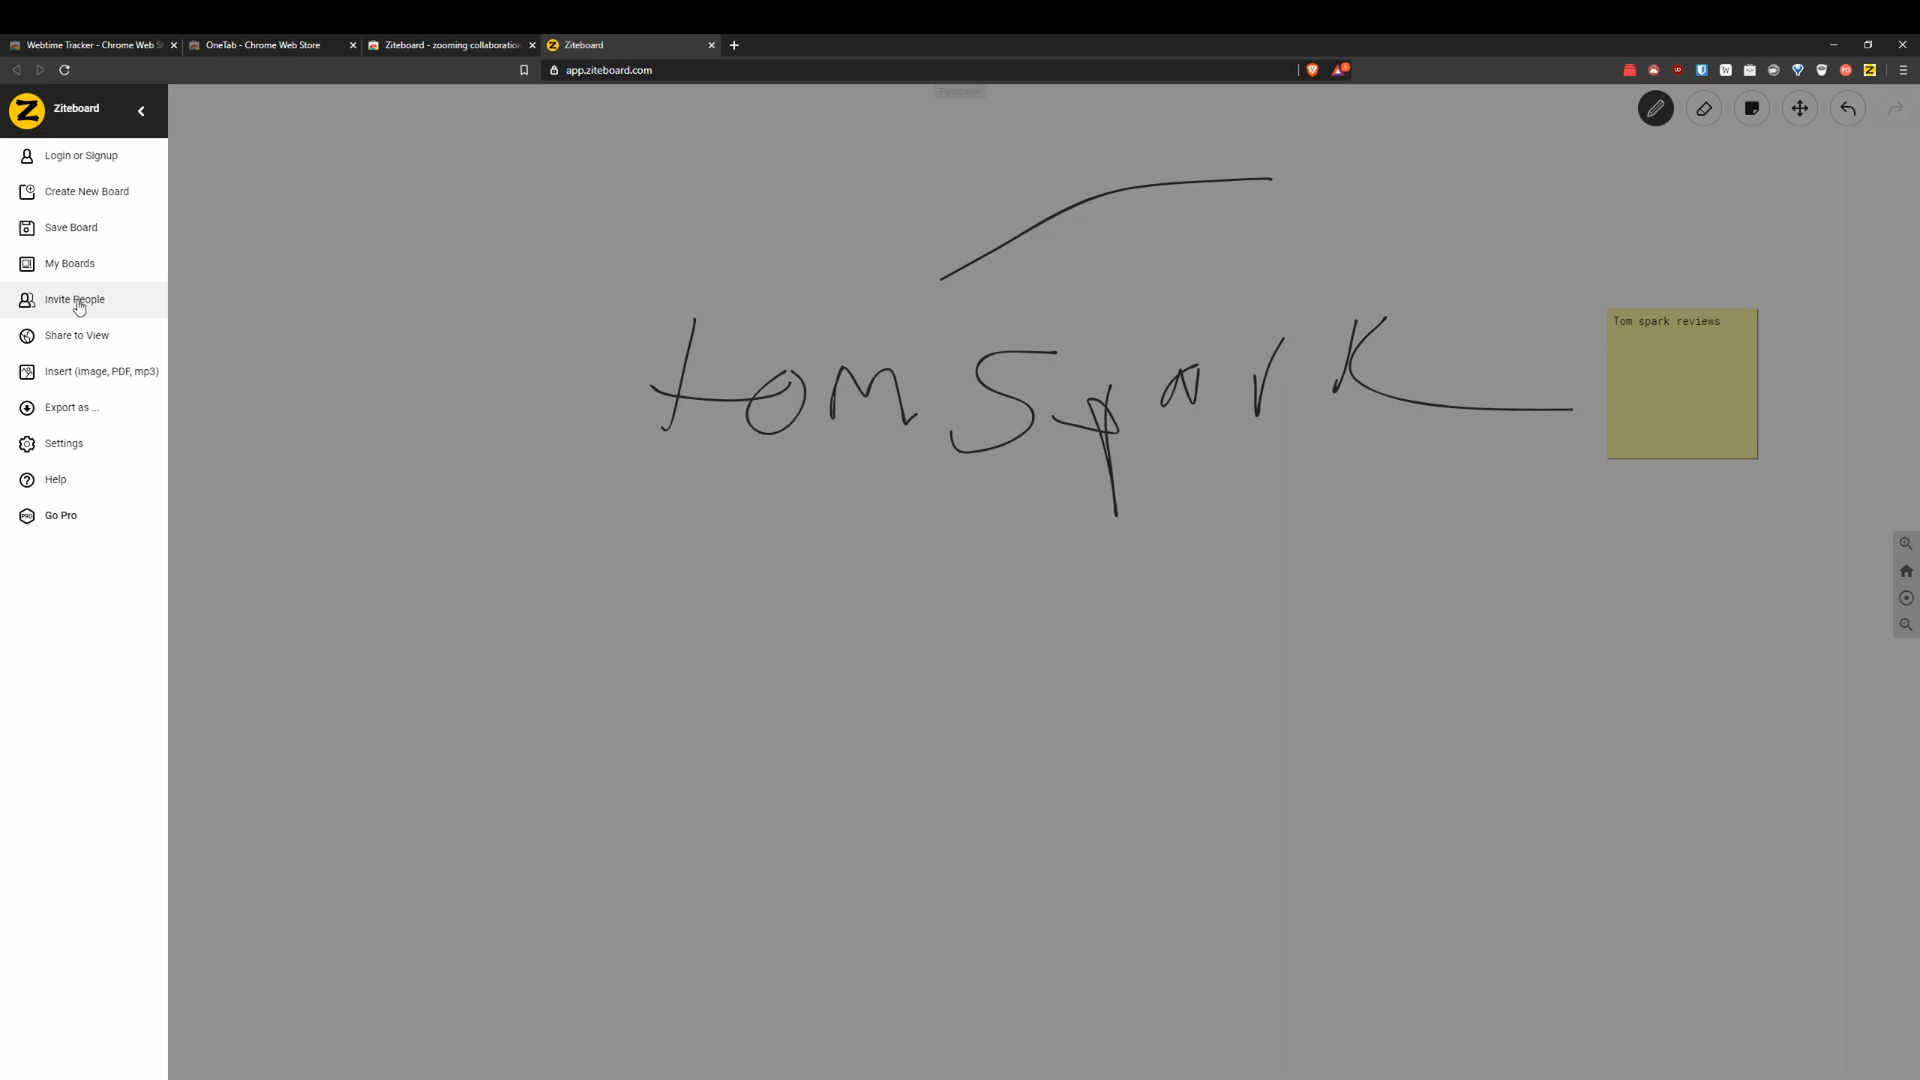 Webtime Tracker - Chrome Web St
OneTab - Chrome Web Store
Ziteboard - zooming collaboration
Ziteboard
app.ziteboard.com
Ziteboard
Fullscreen
Login or Signup
Create New Board
Save Board
My Boards
Invite People
Share to View
Insert (image, PDF, mp3)
Export as ...
Settings
Help
PRO Go Pro
tom Spark
Tom spark reviews